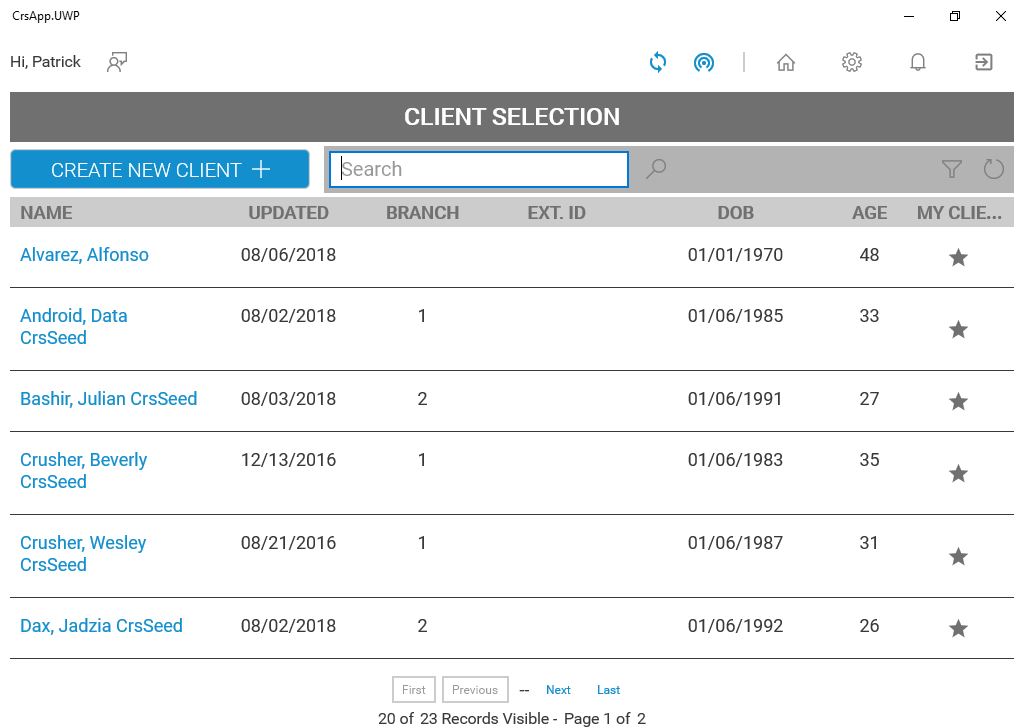 CrsApp.UWP
Hi, Patrick
CLIENT SELECTION
CREATE NEW CLIENT
Search
NAME UPDATED BRANCH EXT. ID DOB AGE MY CLIE...
Alvarez, Alfonso 08/06/2018 01/01/1970 48
Android, Data 08/02/2018 1 01/06/1985 33
CrsSeed
Bashir, Julian CrsSeed 08/03/2018 2 01/06/1991 27
Crusher, Beverly 12/13/2016 1 01/06/1983 35
CrsSeed
Crusher, Wesley 08/21/2016 1 01/06/1987 31
CrsSeed
Dax, Jadzia CrsSeed 08/02/2018 2 01/06/1992 26
First Previous -- Next Last
20 of 23 Records Visible - Page 1 of 2